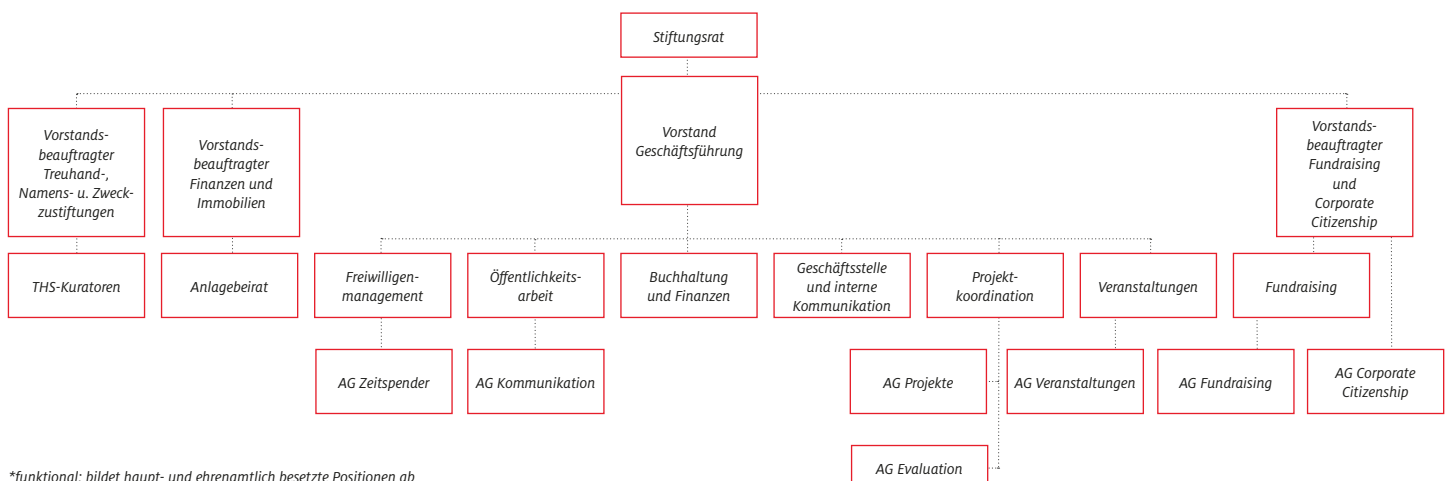 Stiftungsrat
Vorstand
Geschäftsführung
Vorstands-
beauftragter
Treuhand-,
Namens- u. Zweck-
zustiftungen
Vorstands-
beauftragter
Finanzen und
Immobilien
Vorstands-
beauftragter
Fundraising
und
Corporate
Citizenship
THS-Kuratoren
Anlagebeirat
Freiwilligen-
management
Öffentlichkeits-
arbeit
Buchhaltung
und Finanzen
Geschäftsstelle
und interne
Kommunikation
Projekt-
koordination
Veranstaltungen
Fundraising
AG Zeitspender
AG Kommunikation
AG Projekte
AG Veranstaltungen
AG Fundraising
AG Corporate
Citizenship
AG Evaluation
*funktional: bildet haupt- und ehrenamtlich besetzte Positionen ab